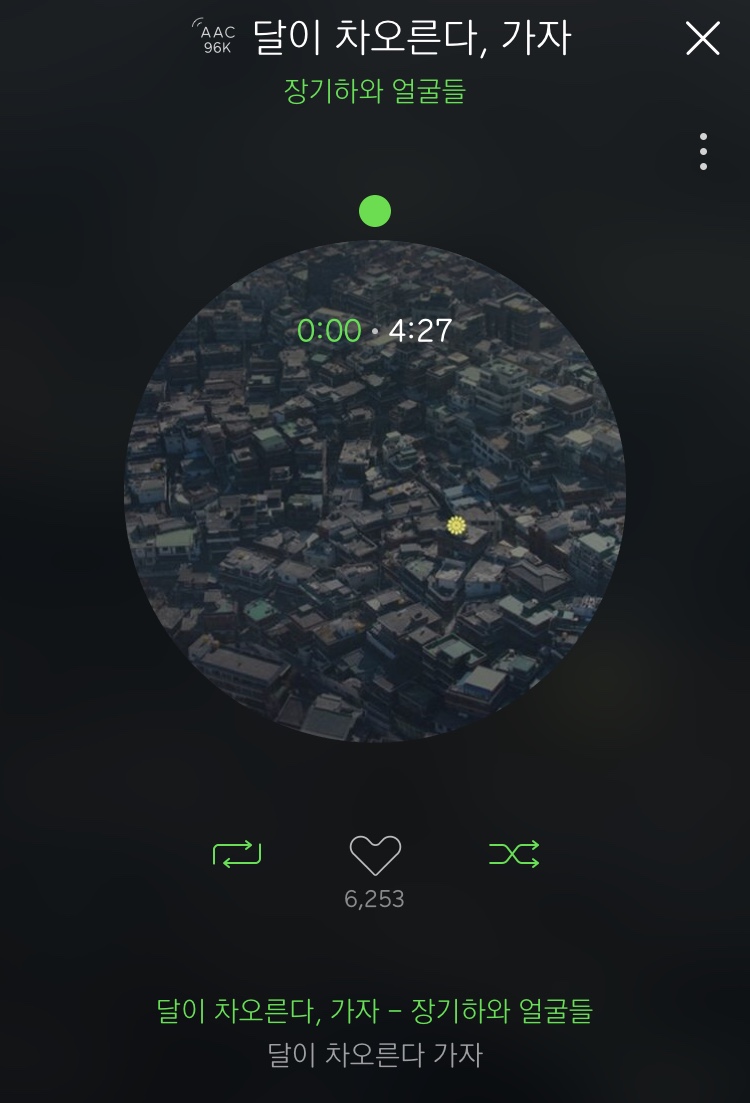 AAC 96K 달이 차오른다, 가자
장기하와 얼굴들
0:00 • 4:27
6,253
달이 차오른다, 가자 – 장기하와 얼굴들
달이 차오른다 가자